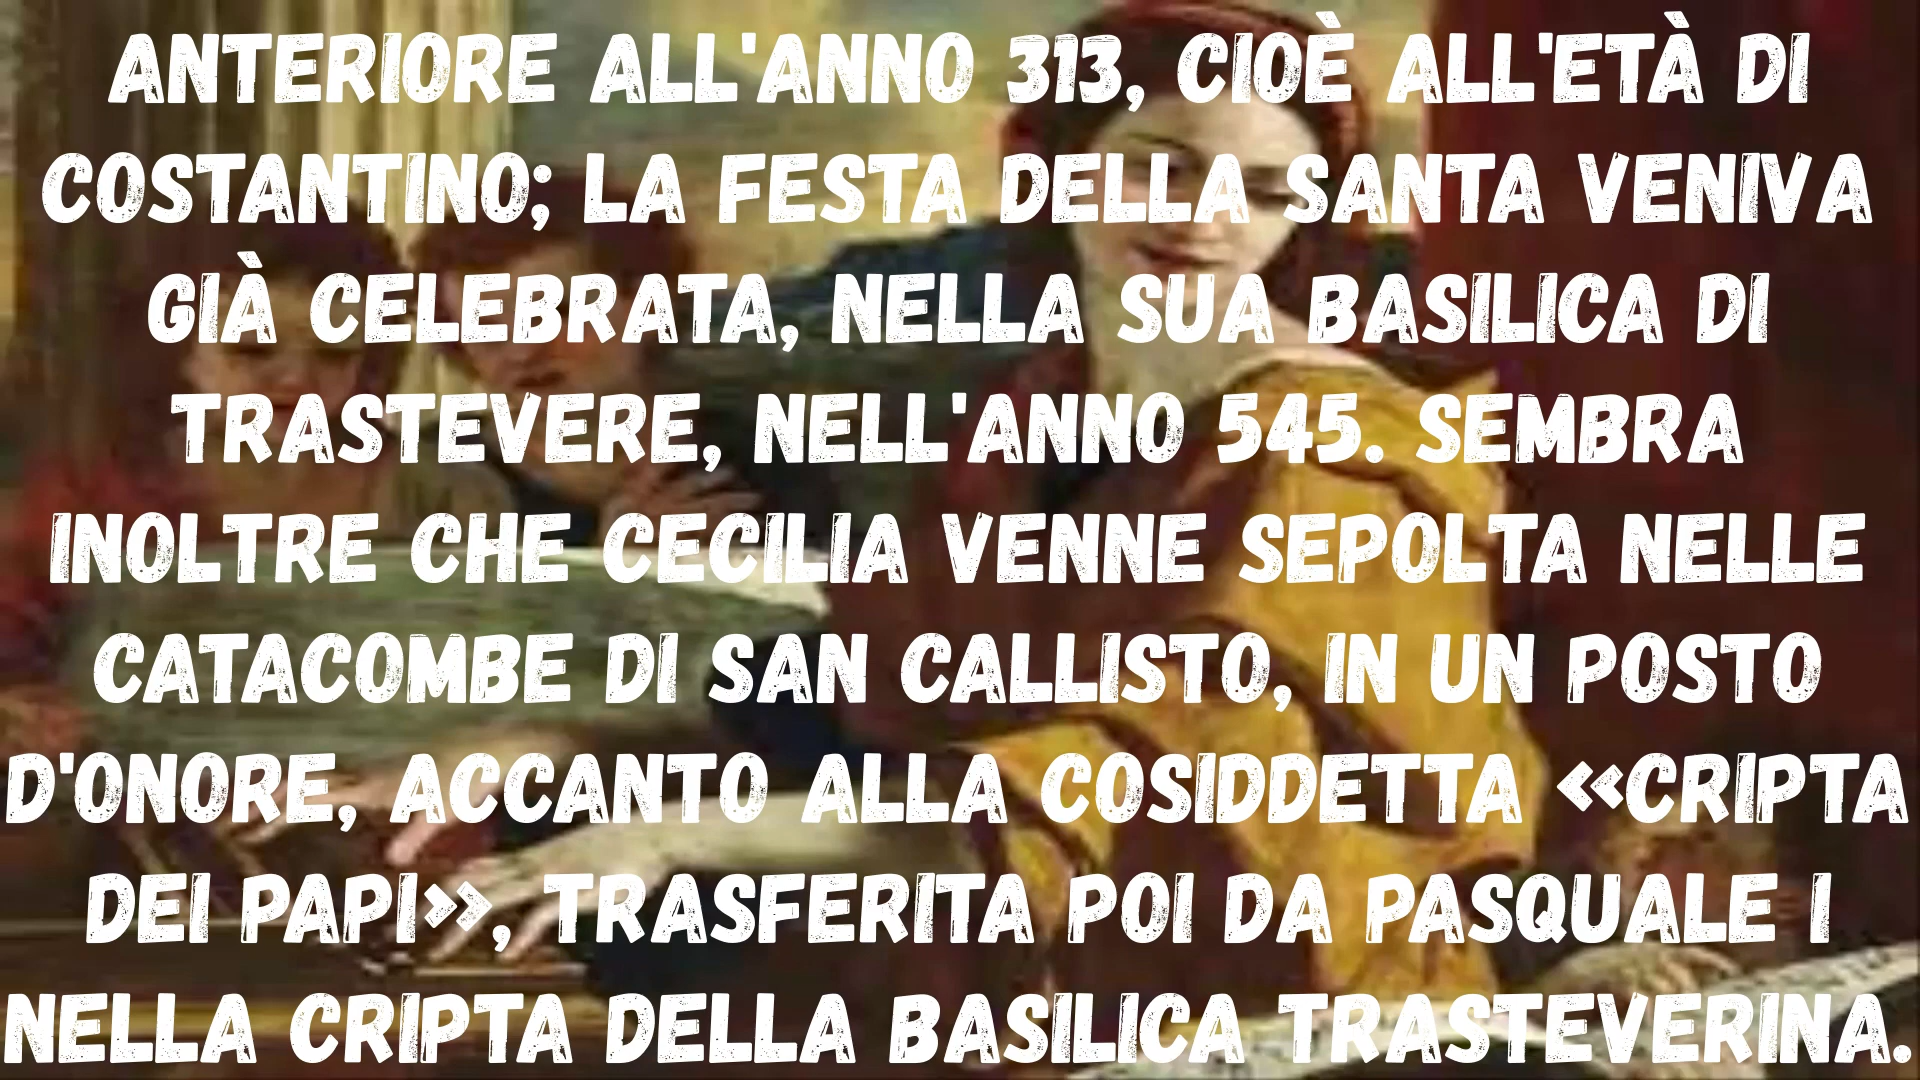 ANTERIORE ALL'ANNO 313, CIOÈ ALL'ETÀ DI
COSTANTINO; LA FESTA DELLA SANTA VENIVA
GIÀ CELEBRATA, NELLA SUA BASILICA DI
TRASTEVERE, NELL'ANNO 545. SEMBRA
INOLTRE CHE CECILIA VENNE SEPOLTA NELLE
CATACOMBE DI SAN CALLISTO, IN UN POSTO
D'ONORE, ACCANTO ALLA COSIDDETTA «CRIPTA
DEI PAPI», TRASFERITA POI DA PASQUALE I
NELLA CRIPTA DELLA BASILICA TRASTEVERINA.